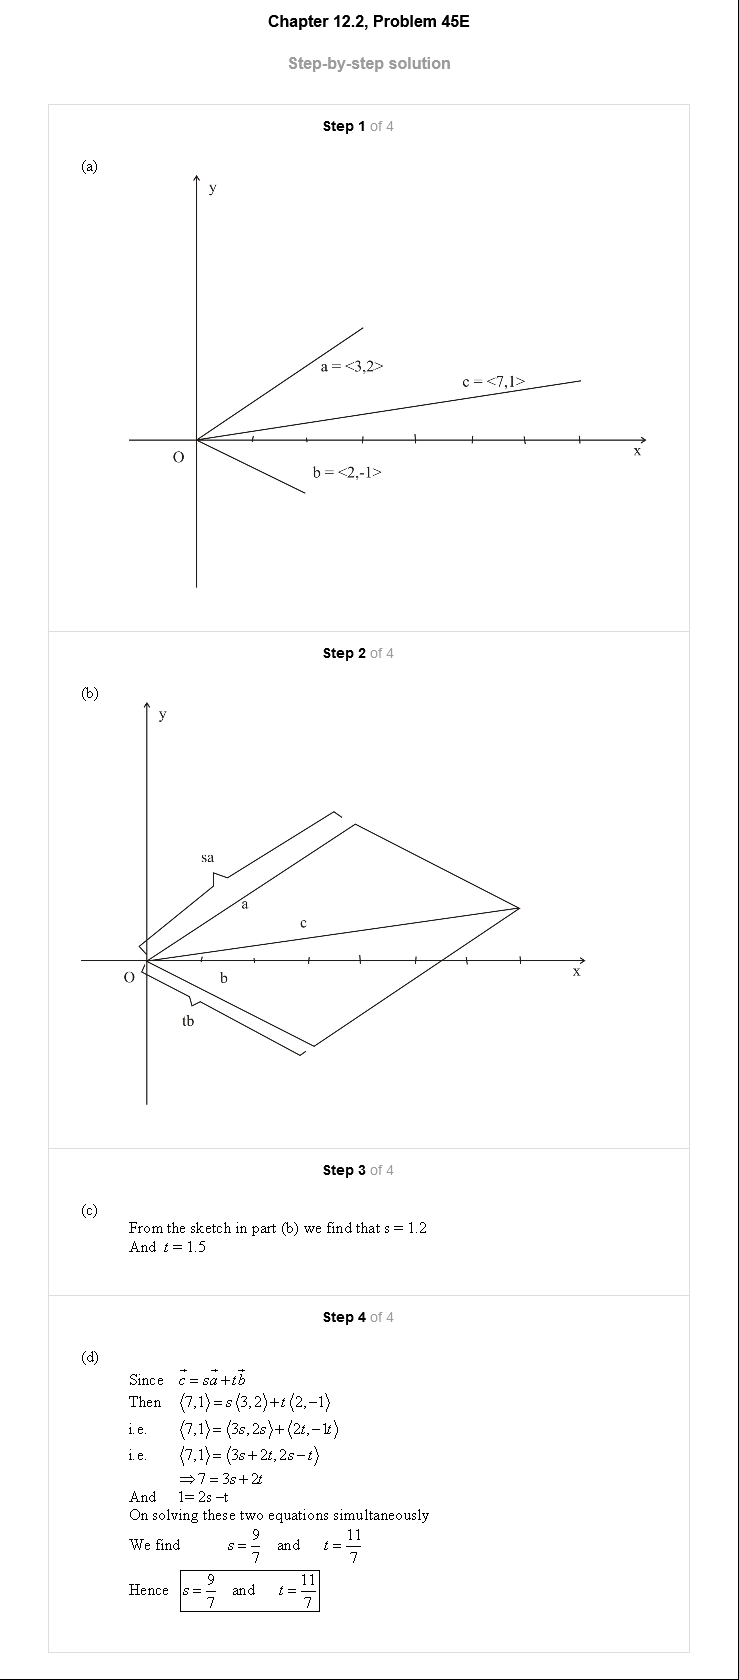 Chapter 12.2, Problem 45E
Step-by-step solution
Step 1 of 4
(a)
y
a = <3,2>
c = <7,1>
O
x
b = <2,-1>
Step 2 of 4
(b)
y
sa
a
c
O
b
x
tb
Step 3 of 4
(c)
From the sketch in part (b) we find that s = 1.2
And t = 1.5
Step 4 of 4
(d)
Since c⃗ = sa⃗ + tb⃗
Then ⟨7,1⟩ = s⟨3,2⟩ + t⟨2,−1⟩
i.e. ⟨7,1⟩ = ⟨3s,2s⟩ + ⟨2t,−1t⟩
i.e. ⟨7,1⟩ = ⟨3s+2t,2s−t⟩
⇒ 7 = 3s + 2t
And 1 = 2s − t
On solving these two equations simultaneously
We find s = 9/7 and t = 11/7
Hence s = 9/7 and t = 11/7